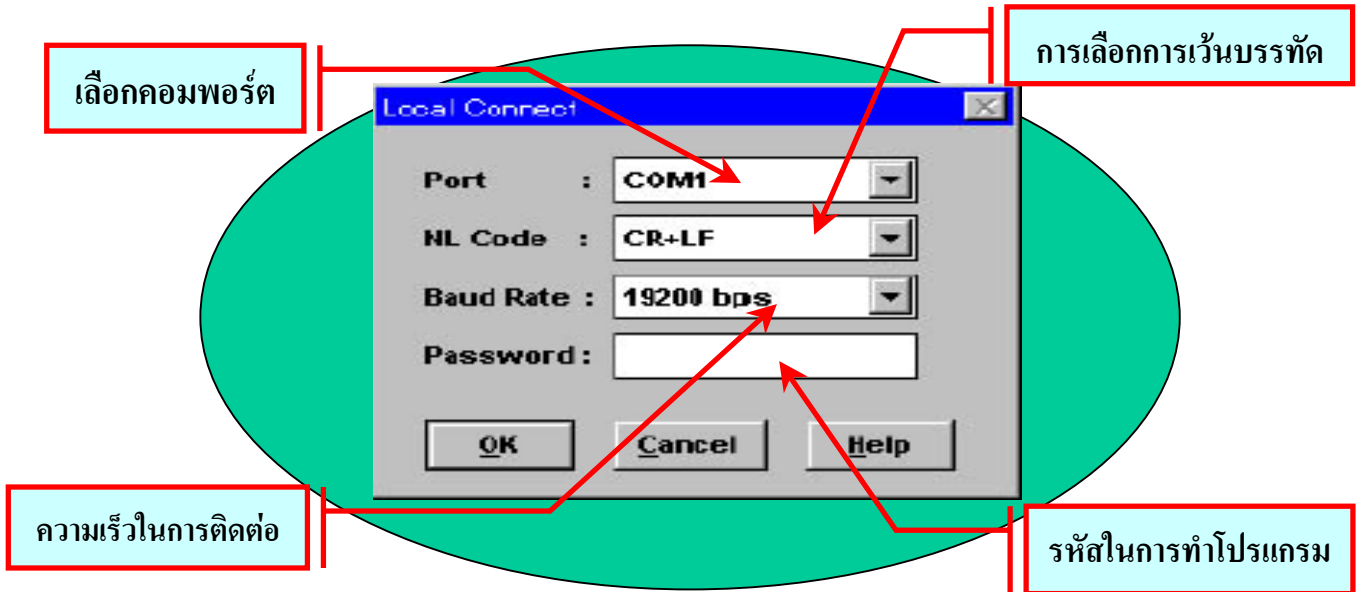 การเลือกการเว้นบรรทัด
เลือกคอมพอร์ต
Local Connect
Port : COM1
NL Code : CR+LF
Baud Rate : 19200 bps
Password :
OK Cancel Help
ความเร็วในการติดต่อ
รหัสในการทำโปรแกรม